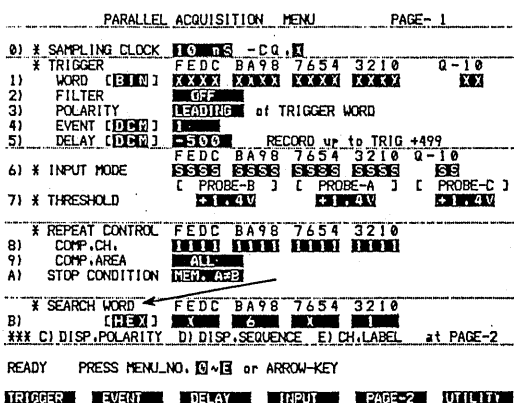 PARALLEL ACQUISITION MENU PAGE- 1
0) * SAMPLING CLOCK 10 nS -CQ.X
* TRIGGER FEDC BA98 7654 3210 Q-10
1) WORD [BIN] XXXX XXXX XXXX XXXX XX
2) FILTER OFF
3) POLARITY LEADING of TRIGGER WORD
4) EVENT [DCM] 1
5) DELAY [DCM] -500 RECORD up to TRIG +499
FEDC BA98 7654 3210 Q-10
6) * INPUT MODE SSSS SSSS SSSS SSSS SS
[ PROBE-B ] [ PROBE-A ] [ PROBE-C ]
7) * THRESHOLD +1.4V +1.4V +1.4V
* REPEAT CONTROL FEDC BA98 7654 3210
8) COMP.CH. 1111 1111 1111 1111
9) COMP.AREA ALL
A) STOP CONDITION MEM. A≠B
* SEARCH WORD FEDC BA98 7654 3210
B) [HEX] X 6 X 1
*** C) DISP.POLARITY D) DISP.SEQUENCE E) CH.LABEL at PAGE-2
READY PRESS MENU_NO. 0~E or ARROW-KEY
TRIGGER EVENT DELAY INPUT PAGE-2 UTILITY